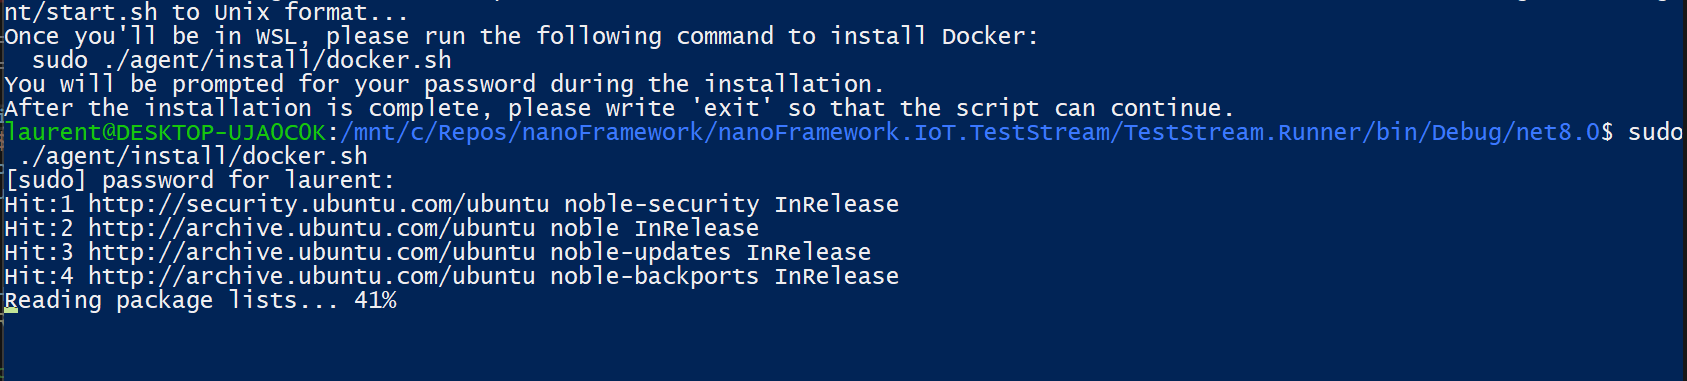 nt/start.sh to Unix format...
Once you'll be in WSL, please run the following command to install Docker:
  sudo ./agent/install/docker.sh
You will be prompted for your password during the installation.
After the installation is complete, please write 'exit' so that the script can continue.
laurent@DESKTOP-UJA0C0K:/mnt/c/Repos/nanoFramework/nanoFramework.IoT.TestStream/TestStream.Runner/bin/Debug/net8.0$ sudo
 ./agent/install/docker.sh
[sudo] password for laurent:
Hit:1 http://security.ubuntu.com/ubuntu noble-security InRelease
Hit:2 http://archive.ubuntu.com/ubuntu noble InRelease
Hit:3 http://archive.ubuntu.com/ubuntu noble-updates InRelease
Hit:4 http://archive.ubuntu.com/ubuntu noble-backports InRelease
Reading package lists... 41%